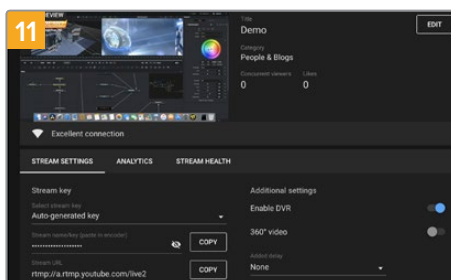 11
Title
Demo
EDIT
Category
People & Blogs
Concurrent viewers Likes
0 0
Excellent connection
STREAM SETTINGS ANALYTICS STREAM HEALTH
Stream key
Additional settings
Select stream key
Auto-generated key
Enable DVR
Stream name/key (paste in encoder)
COPY
360° video
Stream URL
rtmp://a.rtmp.youtube.com/live2
COPY
Added delay
None